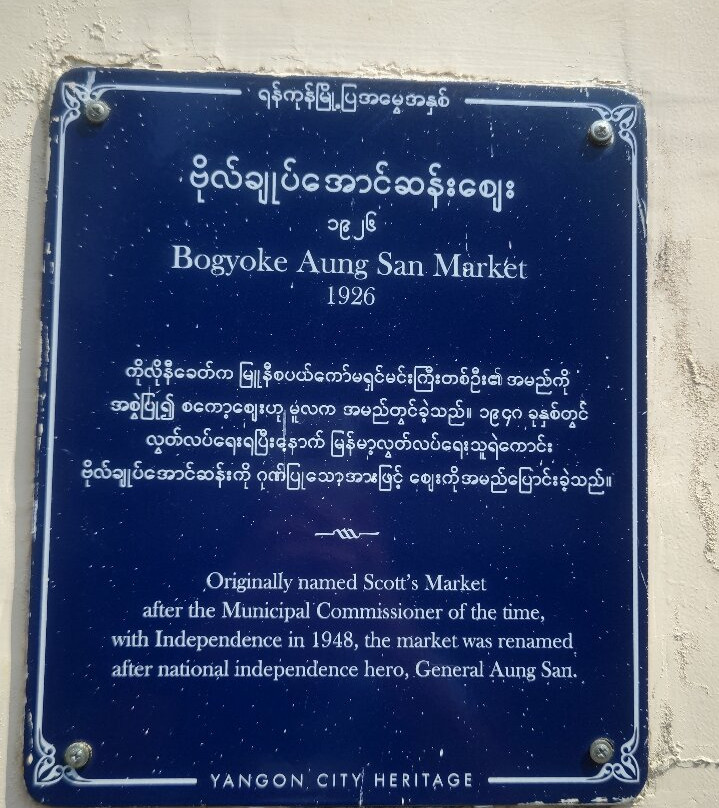 ရန်ကုန်မြို့ပြအမွေအနှစ်
ဗိုလ်ချုပ်အောင်ဆန်းဈေး
၁၉၂၆
Bogyoke Aung San Market
1926
ကိုလိုနီခေတ်က မြူနီစပယ်ကော်မရှင်မင်းကြီးတစ်ဦး၏ အမည်ကို
အစွဲပြု၍ စကော့ဈေးဟု မူလက အမည်တွင်ခဲ့သည်။ ၁၉၄၈ ခုနှစ်တွင်
လွတ်လပ်ရေးရပြီးနောက် မြန်မာ့လွတ်လပ်ရေးသူရဲကောင်း
ဗိုလ်ချုပ်အောင်ဆန်းကို ဂုဏ်ပြုသောအားဖြင့် ဈေးကိုအမည်ပြောင်းခဲ့သည်။
Originally named Scott's Market
after the Municipal Commissioner of the time,
with Independence in 1948, the market was renamed
after national independence hero, General Aung San.
YANGON CITY HERITAGE